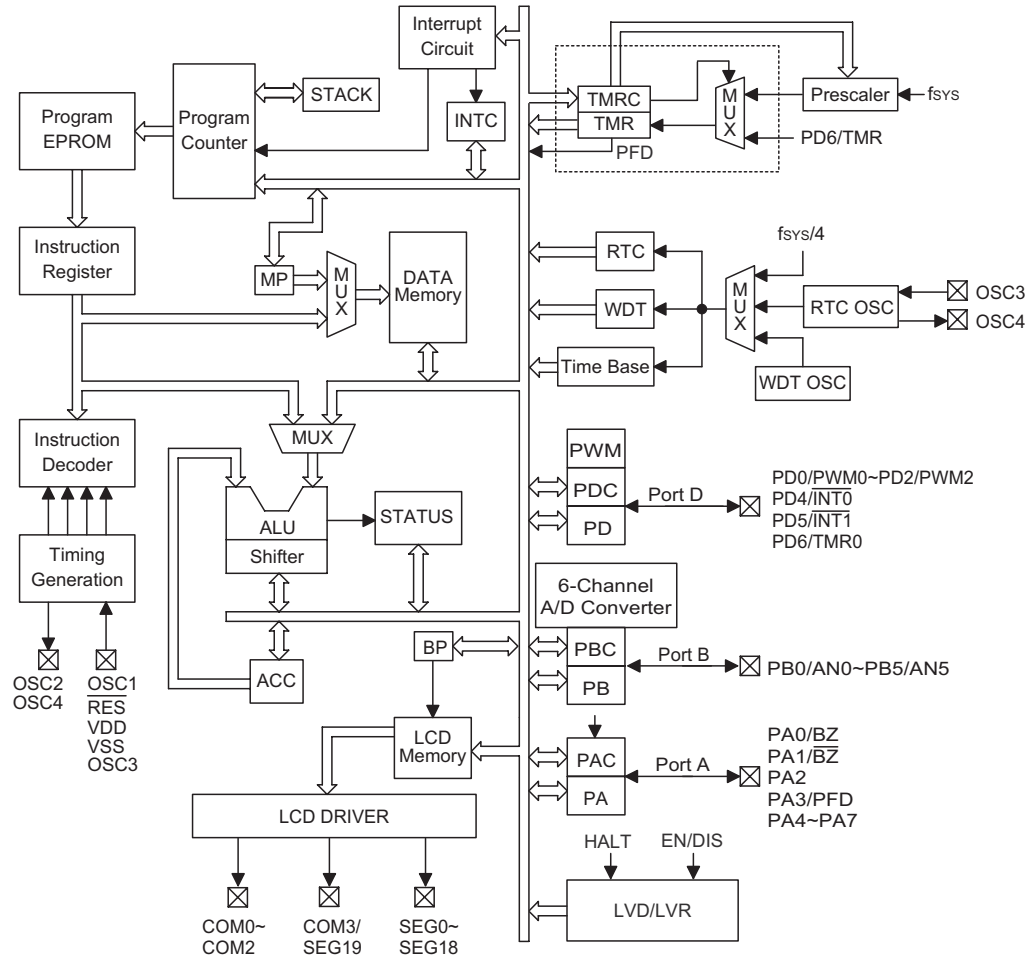 Interrupt
Circuit
STACK
INTC
Program
EPROM
Program
Counter
TMRC
TMR
PFD
MUX
Prescaler
fSYS
PD6/TMR
Instruction
Register
MP
MUX
DATA
Memory
RTC
WDT
Time Base
MUX
fSYS/4
RTC OSC
OSC3
OSC4
WDT OSC
Instruction
Decoder
MUX
ALU
Shifter
STATUS
Timing
Generation
OSC2
OSC4
OSC1
R̅E̅S̅
VDD
VSS
OSC3
ACC
BP
LCD
Memory
LCD DRIVER
COM0~
COM2
COM3/
SEG19
SEG0~
SEG18
PWM
PDC
PD
Port D
PD0/PWM0~PD2/PWM2
PD4/I̅N̅T̅0̅
PD5/I̅N̅T̅1̅
PD6/TMR0
6-Channel
A/D Converter
PBC
PB
Port B
PB0/AN0~PB5/AN5
PAC
PA
Port A
PA0/BZ
PA1/B̅Z̅
PA2
PA3/PFD
PA4~PA7
HALT
EN/DIS
LVD/LVR